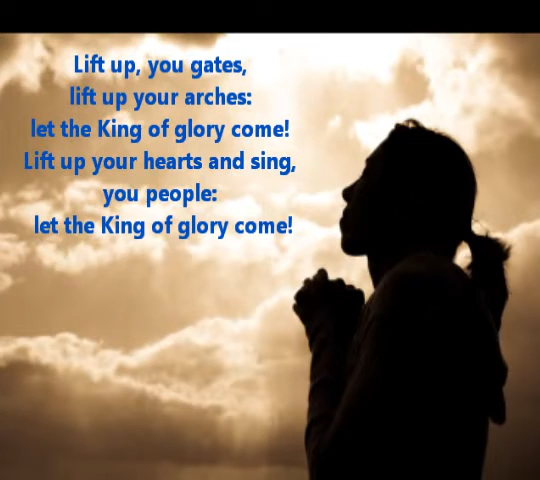 Lift up, you gates,
lift up your arches:
let the King of glory come!
Lift up your hearts and sing,
you people:
let the King of glory come!